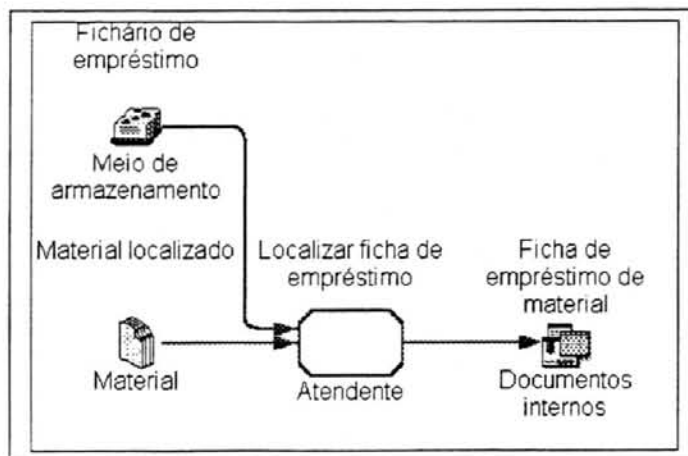 Fichário de
empréstimo
Meio de
armazenamento
Material localizado
Localizar ficha de
empréstimo
Ficha de
empréstimo de
material
Material
Atendente
Documentos
internos